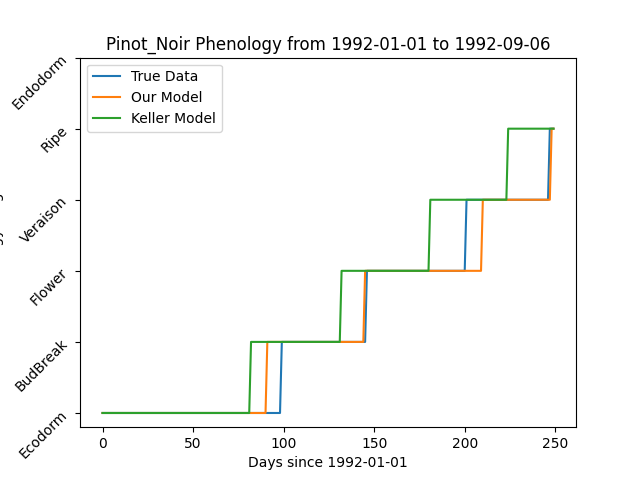 Pinot_Noir Phenology from 1992-01-01 to 1992-09-06
True Data
Our Model
Keller Model
Endodorm
Ripe
Veraison
Flower
BudBreak
Ecodorm
0 50 100 150 200 250
Days since 1992-01-01